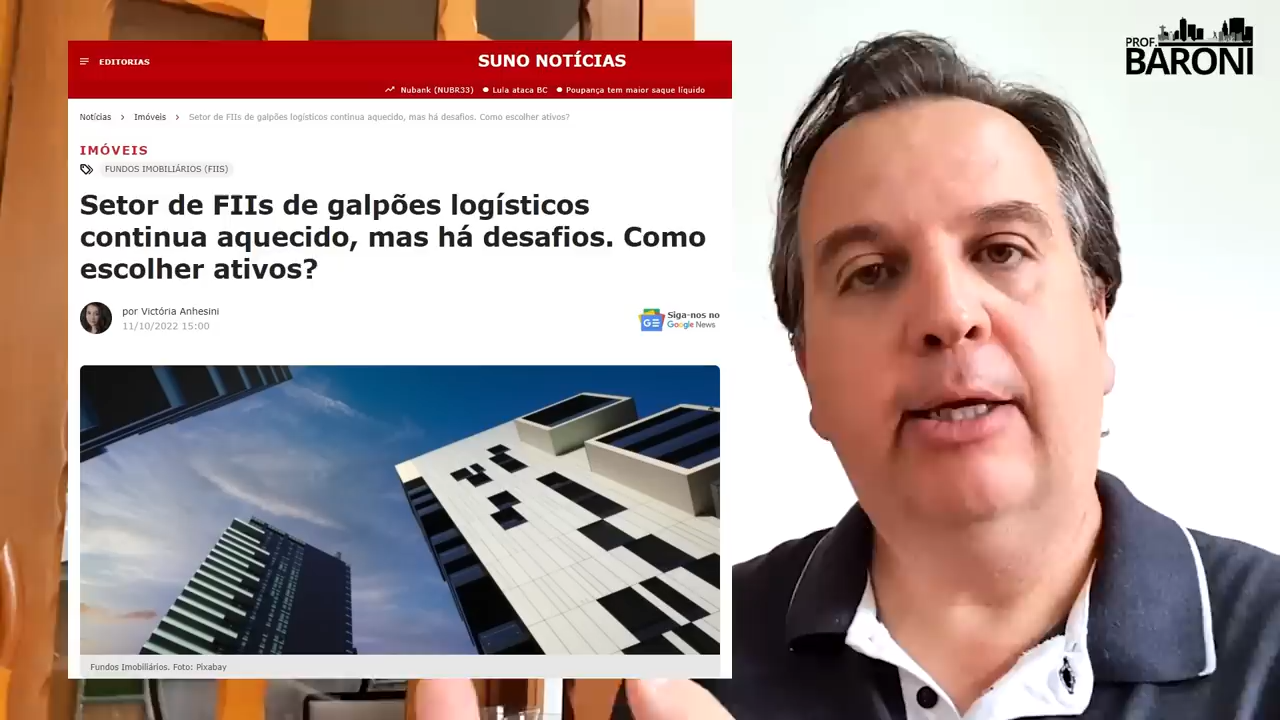 EDITORIAS
SUNO NOTÍCIAS
Nubank (NUBR33) Lula ataca BC Poupança tem maior saque líquido
Notícias > Imóveis > Setor de FIIs de galpões logísticos continua aquecido, mas há desafios. Como escolher ativos?
IMÓVEIS
FUNDOS IMOBILIÁRIOS (FIIS)
Setor de FIIs de galpões logísticos
continua aquecido, mas há desafios. Como
escolher ativos?
por Victória Anhesini
11/10/2022 15:00
Siga-nos no
Google News
Fundos Imobiliários. Foto: Pixabay
PROF.
BARONI